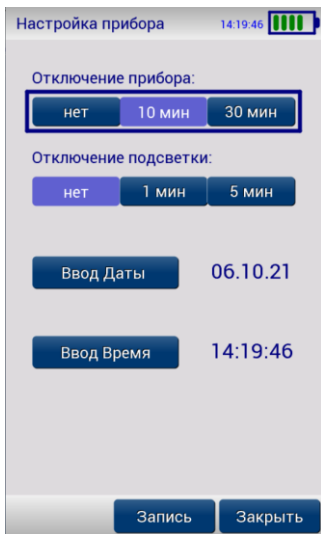 Настройка прибора 14:19:46
Отключение прибора:
нет 10 мин 30 мин
Отключение подсветки:
нет 1 мин 5 мин
Ввод Даты 06.10.21
Ввод Время 14:19:46
Запись Закрыть